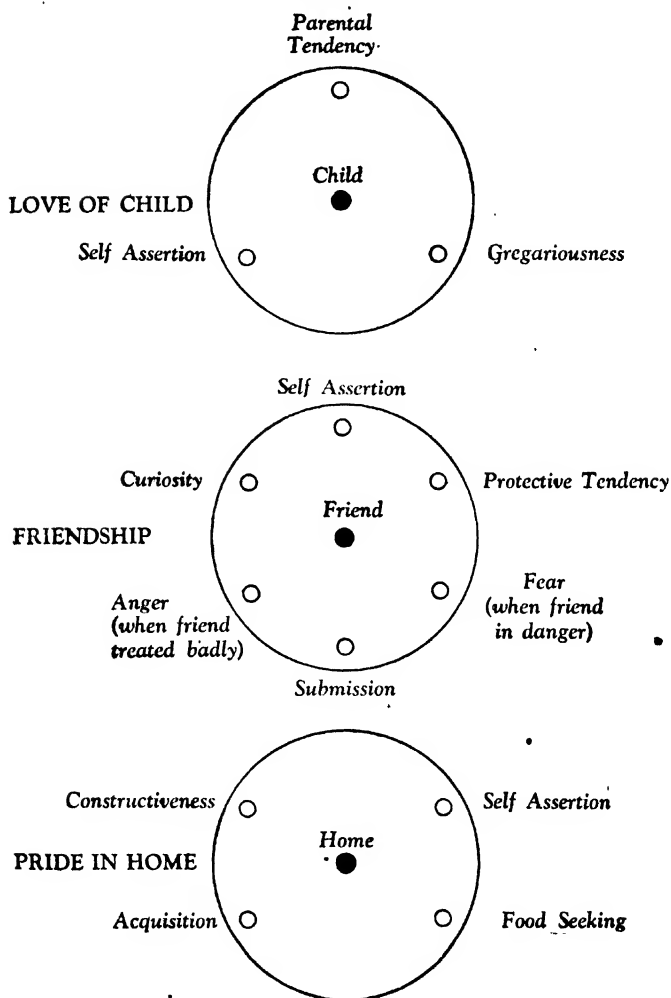 Parental
Tendency
Child
LOVE OF CHILD
Self Assertion
Gregariousness
Self Assertion
Curiosity
Protective Tendency
Friend
FRIENDSHIP
Anger
(when friend
treated badly)
Fear
(when friend
in danger)
Submission
Constructiveness
Self Assertion
Home
PRIDE IN HOME
Acquisition
Food Seeking